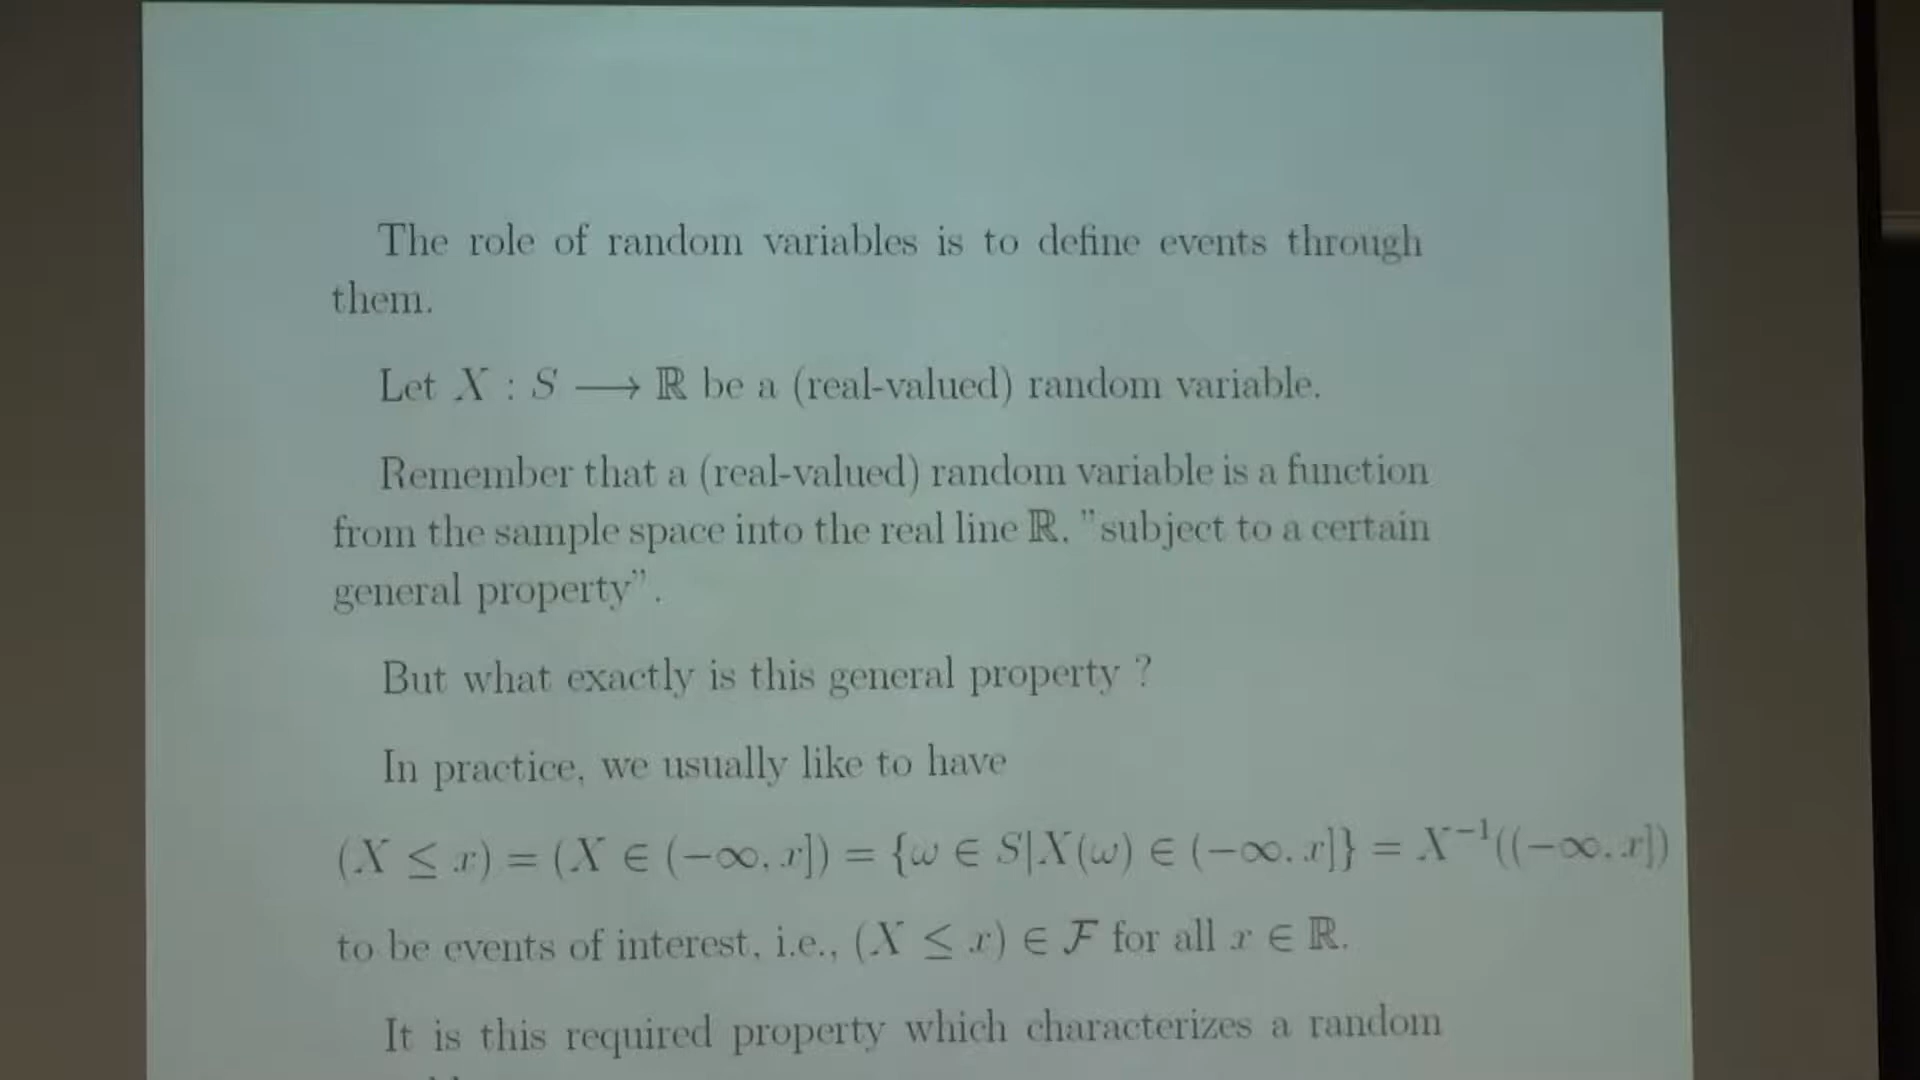 The role of random variables is to define events through
them.
Let X : S ⟶ ℝ be a (real-valued) random variable.
Remember that a (real-valued) random variable is a function
from the sample space into the real line ℝ, ”subject to a certain
general property”.
But what exactly is this general property ?
In practice, we usually like to have
(X ≤ x) = (X ∈ (−∞, x]) = {ω ∈ S|X(ω) ∈ (−∞, x]} = X⁻¹((−∞, x])
to be events of interest, i.e., (X ≤ x) ∈ ℱ for all x ∈ ℝ.
It is this required property which characterizes a random